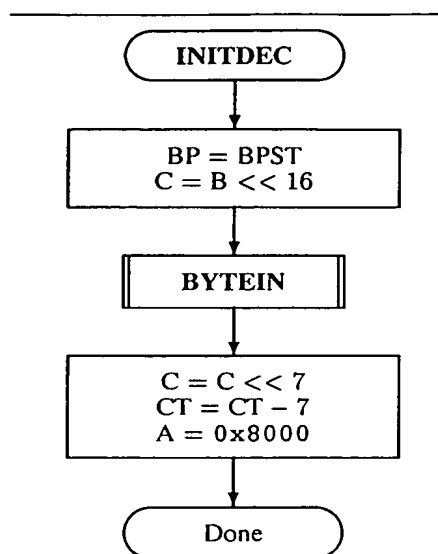 INITDEC
BP = BPST
C = B << 16
BYTEIN
C = C << 7
CT = CT – 7
A = 0x8000
Done